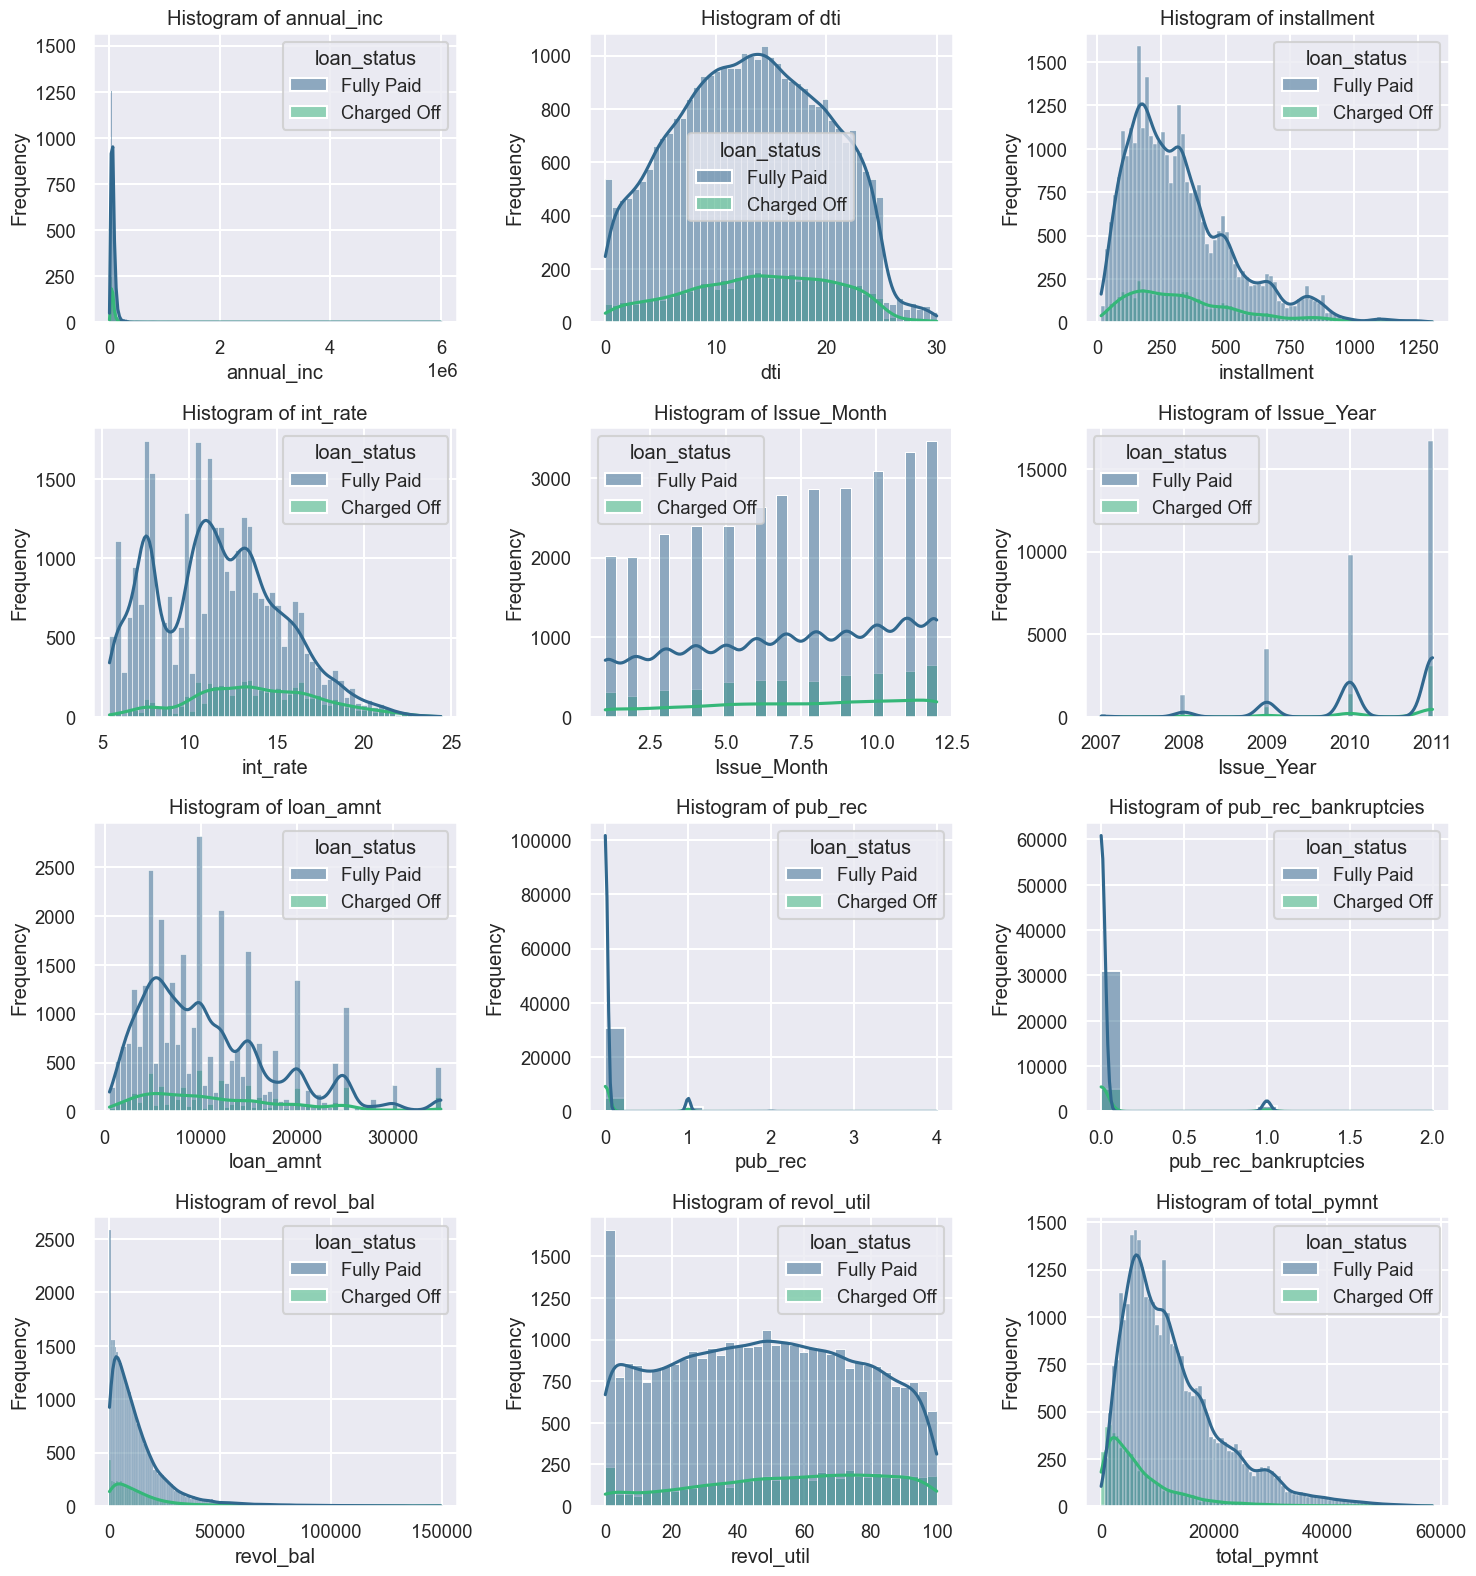 Histogram of annual_inc
Frequency
1500
1250
1000
750
500
250
0
loan_status
Fully Paid
Charged Off
0 2 4 6
1e6
annual_inc
Histogram of dti
Frequency
1000
800
600
400
200
0
loan_status
Fully Paid
Charged Off
0 10 20 30
dti
Histogram of installment
Frequency
1500
1250
1000
750
500
250
0
loan_status
Fully Paid
Charged Off
0 250 500 750 1000 1250
installment
Histogram of int_rate
Frequency
1500
1000
500
0
loan_status
Fully Paid
Charged Off
5 10 15 20 25
int_rate
Histogram of Issue_Month
Frequency
3000
2000
1000
0
loan_status
Fully Paid
Charged Off
2.5 5.0 7.5 10.0 12.5
Issue_Month
Histogram of Issue_Year
Frequency
15000
10000
5000
0
loan_status
Fully Paid
Charged Off
2007 2008 2009 2010 2011
Issue_Year
Histogram of loan_amnt
Frequency
2500
2000
1500
1000
500
0
loan_status
Fully Paid
Charged Off
0 10000 20000 30000
loan_amnt
Histogram of pub_rec
Frequency
100000
80000
60000
40000
20000
0
loan_status
Fully Paid
Charged Off
0 1 2 3 4
pub_rec
Histogram of pub_rec_bankruptcies
Frequency
60000
50000
40000
30000
20000
10000
0
loan_status
Fully Paid
Charged Off
0.0 0.5 1.0 1.5 2.0
pub_rec_bankruptcies
Histogram of revol_bal
Frequency
2500
2000
1500
1000
500
0
loan_status
Fully Paid
Charged Off
0 50000 100000 150000
revol_bal
Histogram of revol_util
Frequency
1500
1250
1000
750
500
250
0
loan_status
Fully Paid
Charged Off
0 20 40 60 80 100
revol_util
Histogram of total_pymnt
Frequency
1500
1250
1000
750
500
250
0
loan_status
Fully Paid
Charged Off
0 20000 40000 60000
total_pymnt